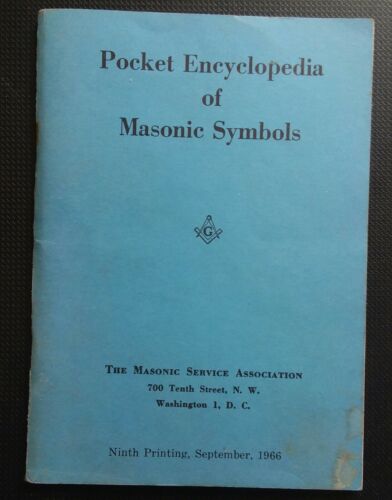 Pocket Encyclopedia
of
Masonic Symbols
G
The Masonic Service Association
700 Tenth Street, N. W.
Washington 1, D. C.
Ninth Printing, September, 1966